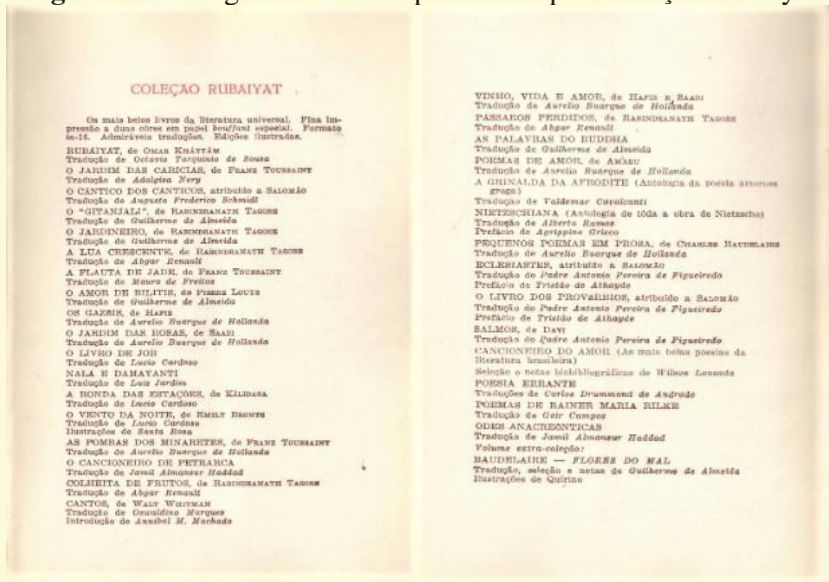 COLEÇÃO RUBAIYAT
Os mais belos livros da literatura universal. Fina im-
pressão a duas côres em papel bouffant especial. Formato
in-16. Admiráveis traduções. Edições ilustradas.
RUBAIYAT, de OMAR KHÁYYÁM
Tradução de Octavio Tarquinio de Sousa
O JARDIM DAS CARICIAS, de FRANZ TOUSSAINT
Tradução de Adalgisa Nery
O CÂNTICO DOS CÂNTICOS, atribuído a SALOMÃO
Tradução de Augusto Frederico Schmidt
O "GITANJALI", de RABINDRANATH TAGORE
Tradução de Guilherme de Almeida
O JARDINEIRO, de RABINDRANATH TAGORE
Tradução de Guilherme de Almeida
A LUA CRESCENTE, de RABINDRANATH TAGORE
Tradução de Abgar Renault
A FLAUTA DE JADE, de FRANZ TOUSSAINT
Tradução de Mauro de Freitas
O AMOR DE BILITIS, de PIERRE LOUYS
Tradução de Guilherme de Almeida
OS GAZÉIS, de HAFIZ
Tradução de Aurelio Buarque de Hollanda
O JARDIM DAS ROSAS, de SAADI
Tradução de Aurelio Buarque de Hollanda
O LIVRO DE JOB
Tradução de Lucio Cardoso
NALA E DAMAYANTI
Tradução de Luis Jardim
A RONDA DAS ESTAÇÕES, de KÂLIDASA
Tradução de Lucio Cardoso
O VENTO DA NOITE, de EMILY BRONTE
Tradução de Lucio Cardoso
Ilustrações de Santa Rosa
AS POMBAS DOS MINARETES, de FRANZ TOUSSAINT
Tradução de Aurelio Buarque de Hollanda
O CANCIONEIRO DE PETRARCA
Tradução de Jamil Almansur Haddad
COLHEITA DE FRUTOS, de RABINDRANATH TAGORE
Tradução de Abgar Renault
CANTOS, de WALT WHITMAN
Tradução de Oswaldino Marques
Introdução de Annibal M. Machado
VINHO, VIDA E AMOR, de HAFIZ e SAADI
Tradução de Aurelio Buarque de Hollanda
PÁSSAROS PERDIDOS, de RABINDRANATH TAGORE
Tradução de Abgar Renault
AS PALAVRAS DO BUDDHA
Tradução de Guilherme de Almeida
POEMAS DE AMOR, de
Tradução de Aurelio Buarque de Hollanda
A GRINALDA DA AFRODITE (Antologia da poesia amorosa
grega)
Tradução de Valdemar Cavalcanti
NIETZSCHIANA (Antologia de tôda a obra de Nietzsche)
Tradução de Alberto Ramos
Prefácio de Agrippino Grieco
PEQUENOS POEMAS EM PROSA, de CHARLES BAUDELAIRE
Tradução de Aurelio Buarque de Hollanda
ECLESIASTES, atribuído a SALOMÃO
Tradução do Padre Antonio Pereira de Figueiredo
Prefácio de Tristão de Athayde
O LIVRO DOS PROVÉRBIOS, atribuído a SALOMÃO
Tradução do Padre Antonio Pereira de Figueiredo
Prefácio de Tristão de Athayde
SALMOS, de DAVI
Tradução do Padre Antonio Pereira de Figueiredo
CANCIONEIRO DO AMOR (As mais belas poesias da
literatura brasileira)
Seleção e notas biobibliográficas de Wilson Lousada
POESIA ERRANTE
Traduções de Carlos Drummond de Andrade
POEMAS DE RAINER MARIA RILKE
Tradução de Geir Campos
ODES ANACREÔNTICAS
Tradução de Jamil Almansur Haddad
Volume extra-coleção:
BAUDELAIRE — FLORES DO MAL
Tradução, seleção e notas de Guilherme de Almeida
Ilustrações de Quirino